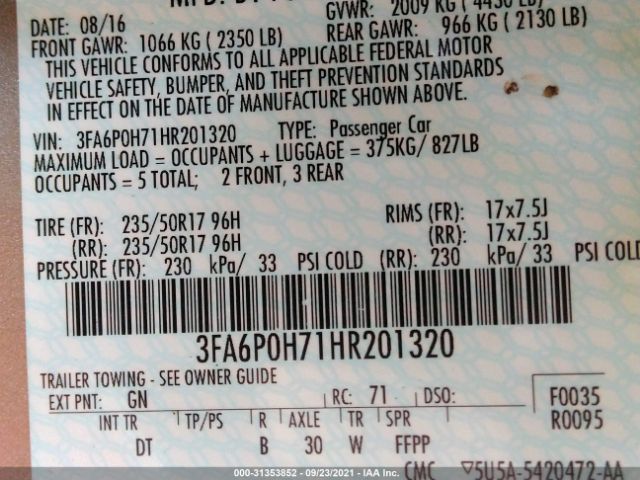 MFD. BY FO
DATE: 08/16 GVWR: 2009 KG ( 4430 LB)
FRONT GAWR: 1066 KG ( 2350 LB) REAR GAWR: 966 KG ( 2130 LB)
THIS VEHICLE CONFORMS TO ALL APPLICABLE FEDERAL MOTOR
VEHICLE SAFETY, BUMPER, AND THEFT PREVENTION STANDARDS
IN EFFECT ON THE DATE OF MANUFACTURE SHOWN ABOVE.
VIN: 3FA6P0H71HR201320 TYPE: Passenger Car
MAXIMUM LOAD = OCCUPANTS + LUGGAGE = 375KG/ 827LB
OCCUPANTS = 5 TOTAL; 2 FRONT, 3 REAR
TIRE (FR): 235/50R17 96H RIMS (FR): 17x7.5J
(RR): 235/50R17 96H (RR): 17x7.5J
PRESSURE (FR): 230 kPa/ 33 PSI COLD (RR): 230 kPa/ 33 PSI COLD
3FA6P0H71HR201320
TRAILER TOWING - SEE OWNER GUIDE
EXT PNT: GN RC: 71 DSO: F0035
INT TR TP/PS R AXLE TR SPR R0095
DT B 30 W FFPP
CMC ▽5U5A-5420472-AA
000-31353852 - 09/23/2021 - IAA Inc.